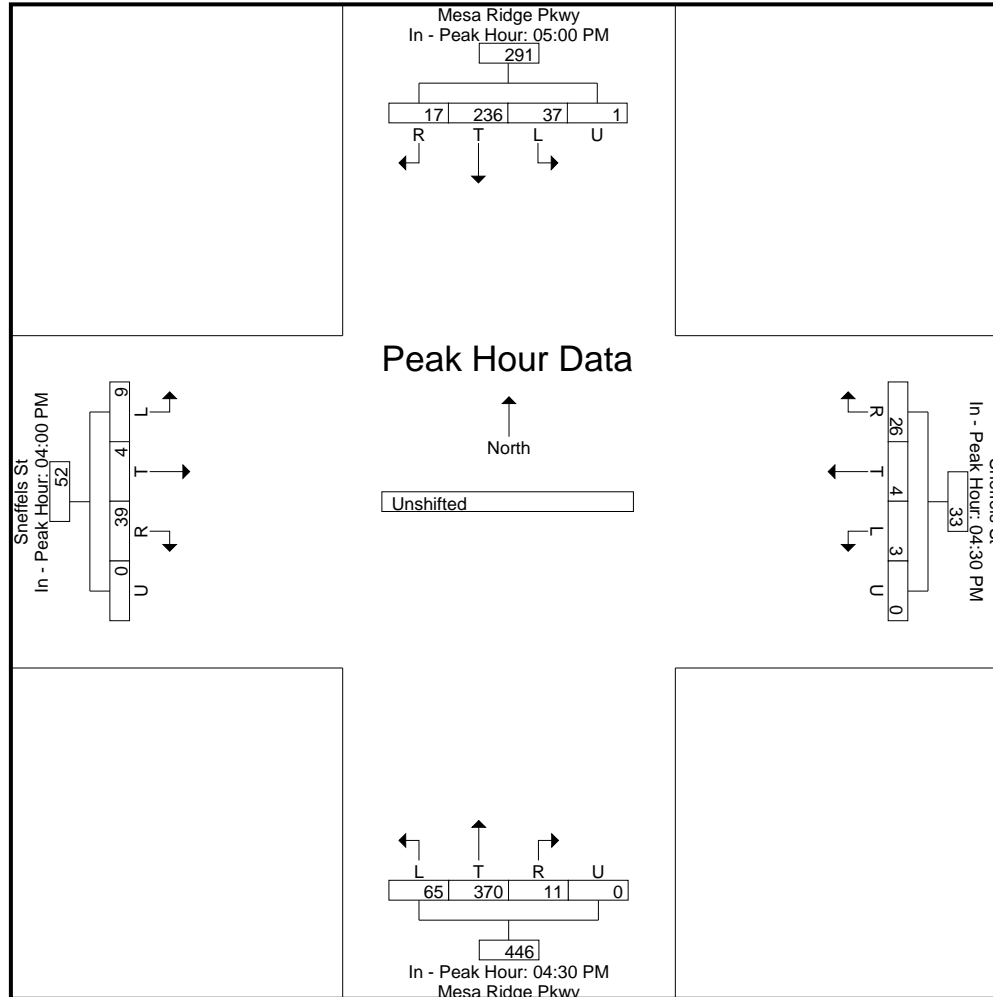 Mesa Ridge Pkwy
In - Peak Hour: 05:00 PM
291
17 236 37 1
R T L U
Peak Hour Data
North
Unshifted
Sneffels St
In - Peak Hour: 04:00 PM
52
9 4 39 0
L T R U
In - Peak Hour: 04:30 PM
33
26 4 3 0
R T L U
L T R U
65 370 11 0
446
In - Peak Hour: 04:30 PM
Mesa Ridge Pkwy